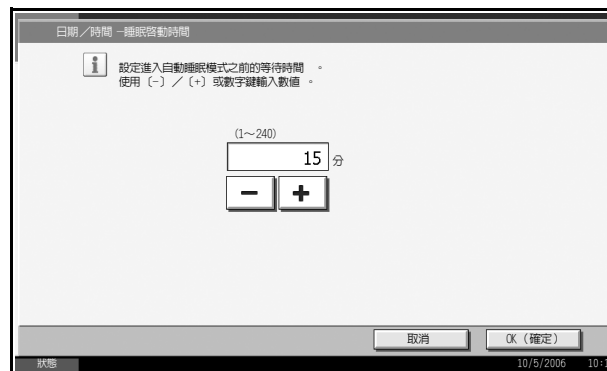 日期／時間 －睡眠啓動時間
設定進入自動睡眠模式之前的等待時間 。
使用〔－〕／〔+〕或數字鍵輸入數值 。
(1～240)
15 分
－ +
取消 OK（確定）
狀態 10/5/2006 10:1